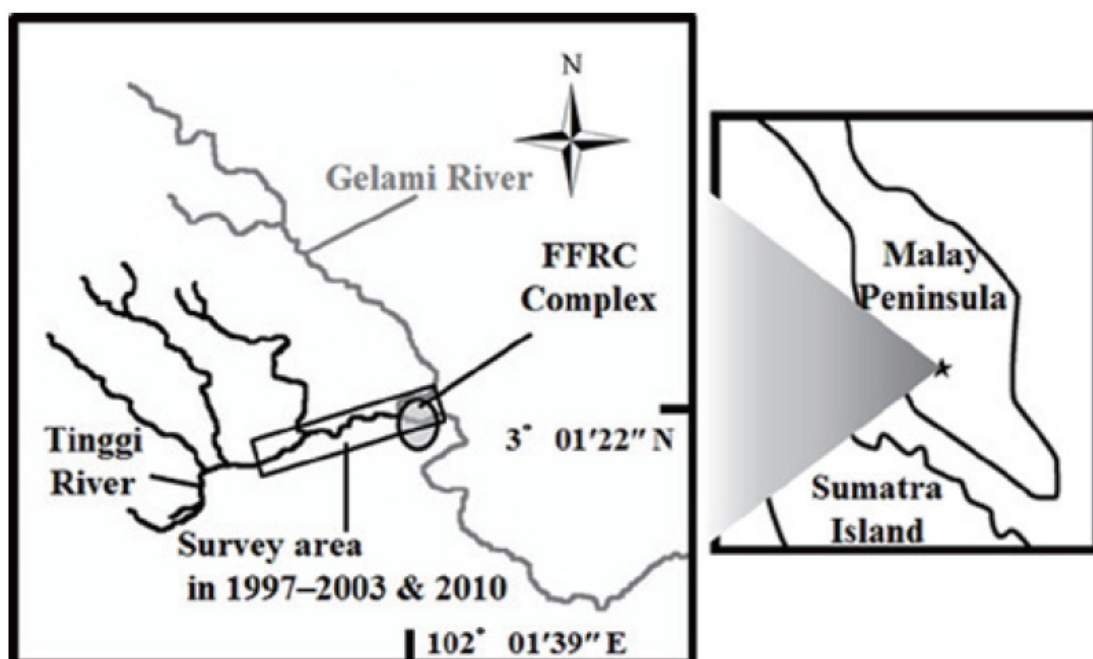 N
Gelami River
FFRC
Complex
Tinggi
River
3° 01′22″ N
Survey area
in 1997–2003 & 2010
102° 01′39″ E
Malay
Peninsula
Sumatra
Island